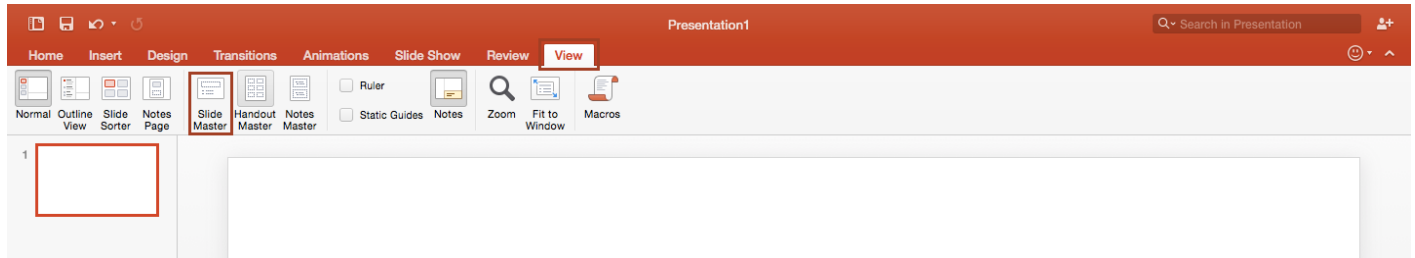 Presentation1
Search in Presentation
Home Insert Design Transitions Animations Slide Show Review View
Ruler
Normal Outline View Slide Sorter Notes Page Slide Master Handout Master Notes Master Static Guides Notes Zoom Fit to Window Macros
1